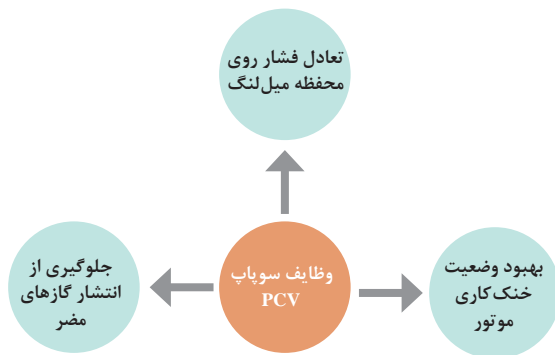 تعادل فشار روی
محفظه میل‌لنگ
وظایف سوپاپ
PCV
بهبود وضعیت
خنک‌کاری
موتور
جلوگیری از
انتشار گازهای
مضر